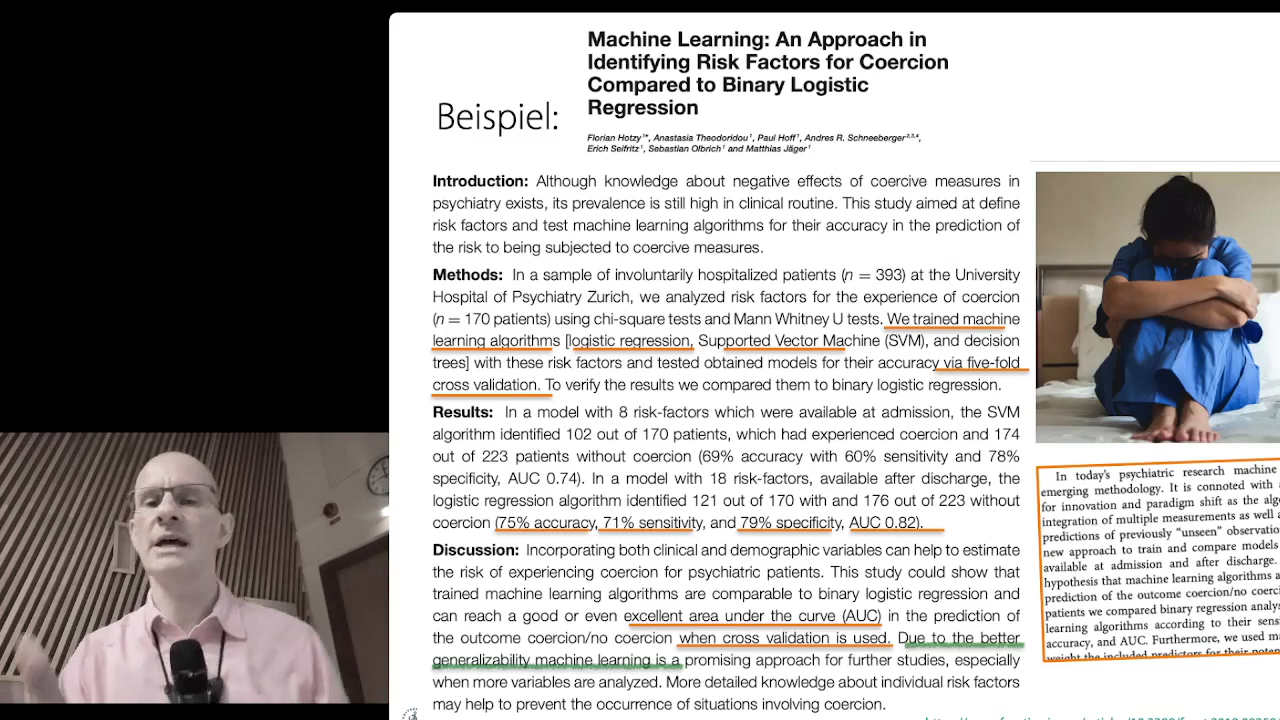 Machine Learning: An Approach in
Identifying Risk Factors for Coercion
Compared to Binary Logistic
Regression
Beispiel:
Florian Hotzy¹*, Anastasia Theodoridou¹, Paul Hoff¹, Andres R. Schneeberger²,³,⁴,
Erich Seifritz¹, Sebastian Olbrich¹ and Matthias Jäger¹
Introduction: Although knowledge about negative effects of coercive measures in
psychiatry exists, its prevalence is still high in clinical routine. This study aimed at define
risk factors and test machine learning algorithms for their accuracy in the prediction of
the risk to being subjected to coercive measures.
Methods: In a sample of involuntarily hospitalized patients (n = 393) at the University
Hospital of Psychiatry Zurich, we analyzed risk factors for the experience of coercion
(n = 170 patients) using chi-square tests and Mann Whitney U tests. We trained machine
learning algorithms [logistic regression, Supported Vector Machine (SVM), and decision
trees] with these risk factors and tested obtained models for their accuracy via five-fold
cross validation. To verify the results we compared them to binary logistic regression.
Results: In a model with 8 risk-factors which were available at admission, the SVM
algorithm identified 102 out of 170 patients, which had experienced coercion and 174
out of 223 patients without coercion (69% accuracy with 60% sensitivity and 78%
specificity, AUC 0.74). In a model with 18 risk-factors, available after discharge, the
logistic regression algorithm identified 121 out of 170 with and 176 out of 223 without
coercion (75% accuracy, 71% sensitivity, and 79% specificity, AUC 0.82).
Discussion: Incorporating both clinical and demographic variables can help to estimate
the risk of experiencing coercion for psychiatric patients. This study could show that
trained machine learning algorithms are comparable to binary logistic regression and
can reach a good or even excellent area under the curve (AUC) in the prediction of
the outcome coercion/no coercion when cross validation is used. Due to the better
generalizability machine learning is a promising approach for further studies, especially
when more variables are analyzed. More detailed knowledge about individual risk factors
may help to prevent the occurrence of situations involving coercion.
In today's psychiatric research machine
emerging methodology. It is connoted with
for innovation and paradigm shift as the
integration of multiple measurements as well
predictions of previously "unseen"
new approach to train and compare models
available at admission and after discharge.
hypothesis that machine learning algorithms
prediction of the outcome coercion/no
patients we compared binary regression
learning algorithms according to their
accuracy, and AUC. Furthermore, we used
weight the included predictors for their